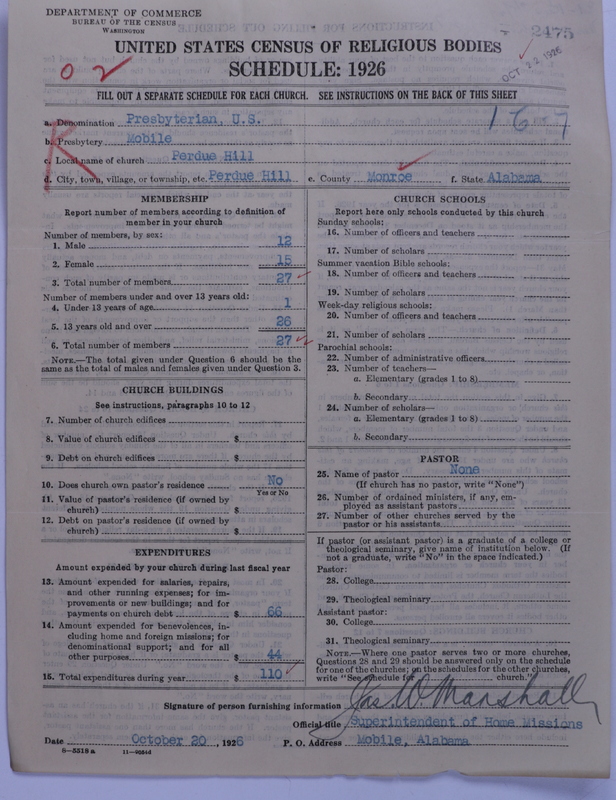 DEPARTMENT OF COMMERCE
BUREAU OF THE CENSUS
WASHINGTON
2475
OCT 22 1926
UNITED STATES CENSUS OF RELIGIOUS BODIES
SCHEDULE: 1926
02
FILL OUT A SEPARATE SCHEDULE FOR EACH CHURCH. SEE INSTRUCTIONS ON THE BACK OF THIS SHEET
R
167
a. Denomination Presbyterian, U.S.
b. Presbytery Mobile
c. Local name of church Perdue Hill
d. City, town, village, or township, etc. Perdue Hill e. County Monroe f. State Alabama
MEMBERSHIP
Report number of members according to definition of
member in your church
Number of members, by sex:
1. Male 12
2. Female 15
3. Total number of members 27
Number of members under and over 13 years old:
4. Under 13 years of age 1
5. 13 years old and over 26
6. Total number of members 27
NOTE.—The total given under Question 6 should be the
same as the total of males and females given under Question 3.
CHURCH BUILDINGS
See instructions, paragraphs 10 to 12
7. Number of church edifices
8. Value of church edifices $
9. Debt on church edifices $
10. Does church own pastor's residence? No
Yes or No
11. Value of pastor's residence (if owned by
church) $
12. Debt on pastor's residence (if owned by
church) $
EXPENDITURES
Amount expended by your church during last fiscal year
13. Amount expended for salaries, repairs,
and other running expenses; for im-
provements or new buildings; and for
payments on church debt $ 66
14. Amount expended for benevolences, in-
cluding home and foreign missions; for
denominational support; and for all
other purposes $ 44
15. Total expenditures during year $ 110
CHURCH SCHOOLS
Report here only schools conducted by this church
Sunday schools:
16. Number of officers and teachers
17. Number of scholars
Summer vacation Bible schools:
18. Number of officers and teachers
19. Number of scholars
Week-day religious schools:
20. Number of officers and teachers
21. Number of scholars
Parochial schools:
22. Number of administrative officers
23. Number of teachers—
a. Elementary (grades 1 to 8)
b. Secondary
24. Number of scholars—
a. Elementary (grades 1 to 8)
b. Secondary
PASTOR
25. Name of pastor None
(If church has no pastor, write "None")
26. Number of ordained ministers, if any, em-
ployed as assistant pastors
27. Number of other churches served by the
pastor or his assistants
If pastor (or assistant pastor) is a graduate of a college or
theological seminary, give name of institution below. (If
not a graduate, write "No" in the space indicated.)
Pastor:
28. College
29. Theological seminary
Assistant pastor:
30. College
31. Theological seminary
NOTE.—Where one pastor serves two or more churches,
Questions 28 and 29 should be answered only on the schedule
for one of the churches; on the schedules for the other churches,
write "See schedule for church."
Signature of person furnishing information Jas. W. Marshall
Official title Superintendent of Home Missions
Date October 20, 1926 P. O. Address Mobile, Alabama
8-5518 a